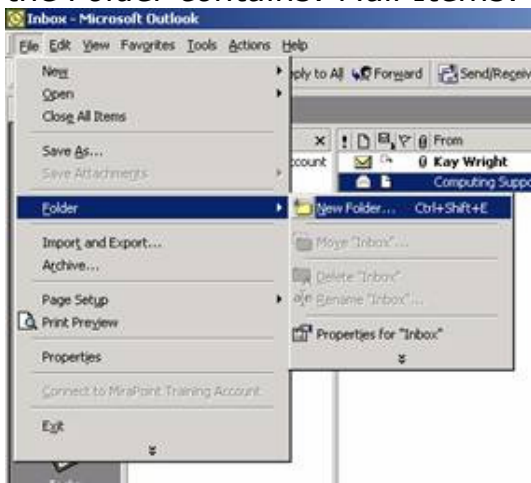 the Folder Contains: Mail Items.
Inbox - Microsoft Outlook
File Edit View Favorites Tools Actions Help
New
Open
Close All Items
Save As...
Save Attachments
Folder
Import and Export...
Archive...
Page Setup
Print Preview
Properties
Connect to MiraPoint Training Account
Exit
ply to All Forward Send/Receiv
From
count Kay Wright
Computing Suppo
New Folder... Ctrl+Shift+E
Move "Inbox"...
Delete "Inbox"
Rename "Inbox"...
Properties for "Inbox"